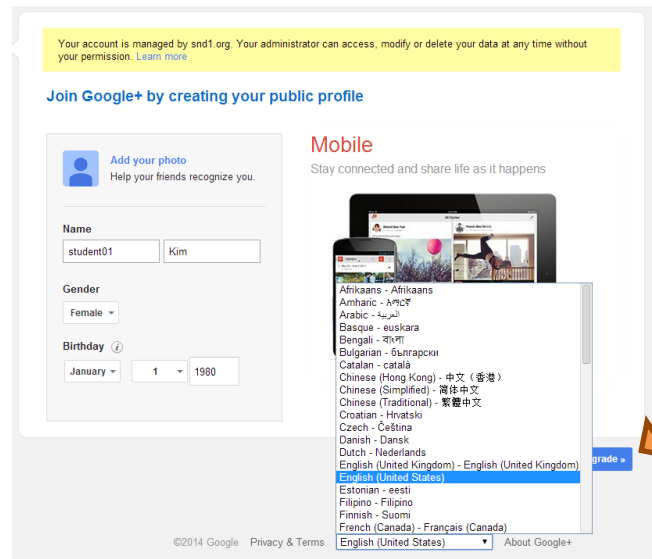 Your account is managed by snd1.org. Your administrator can access, modify or delete your data at any time without
your permission. Learn more
Join Google+ by creating your public profile
Add your photo
Help your friends recognize you.
Name
student01 Kim
Gender
Female
Birthday
January 1 1980
Mobile
Stay connected and share life as it happens
Afrikaans - Afrikaans
Amharic - አማርኛ
Arabic - العربية
Basque - euskara
Bengali - বাংলা
Bulgarian - български
Catalan - català
Chinese (Hong Kong) - 中文（香港）
Chinese (Simplified) - 简体中文
Chinese (Traditional) - 繁體中文
Croatian - Hrvatski
Czech - Čeština
Danish - Dansk
Dutch - Nederlands
English (United Kingdom) - English (United Kingdom)
English (United States)
Estonian - eesti
Filipino - Filipino
Finnish - Suomi
French (Canada) - Français (Canada)
grade »
©2014 Google Privacy & Terms English (United States) About Google+